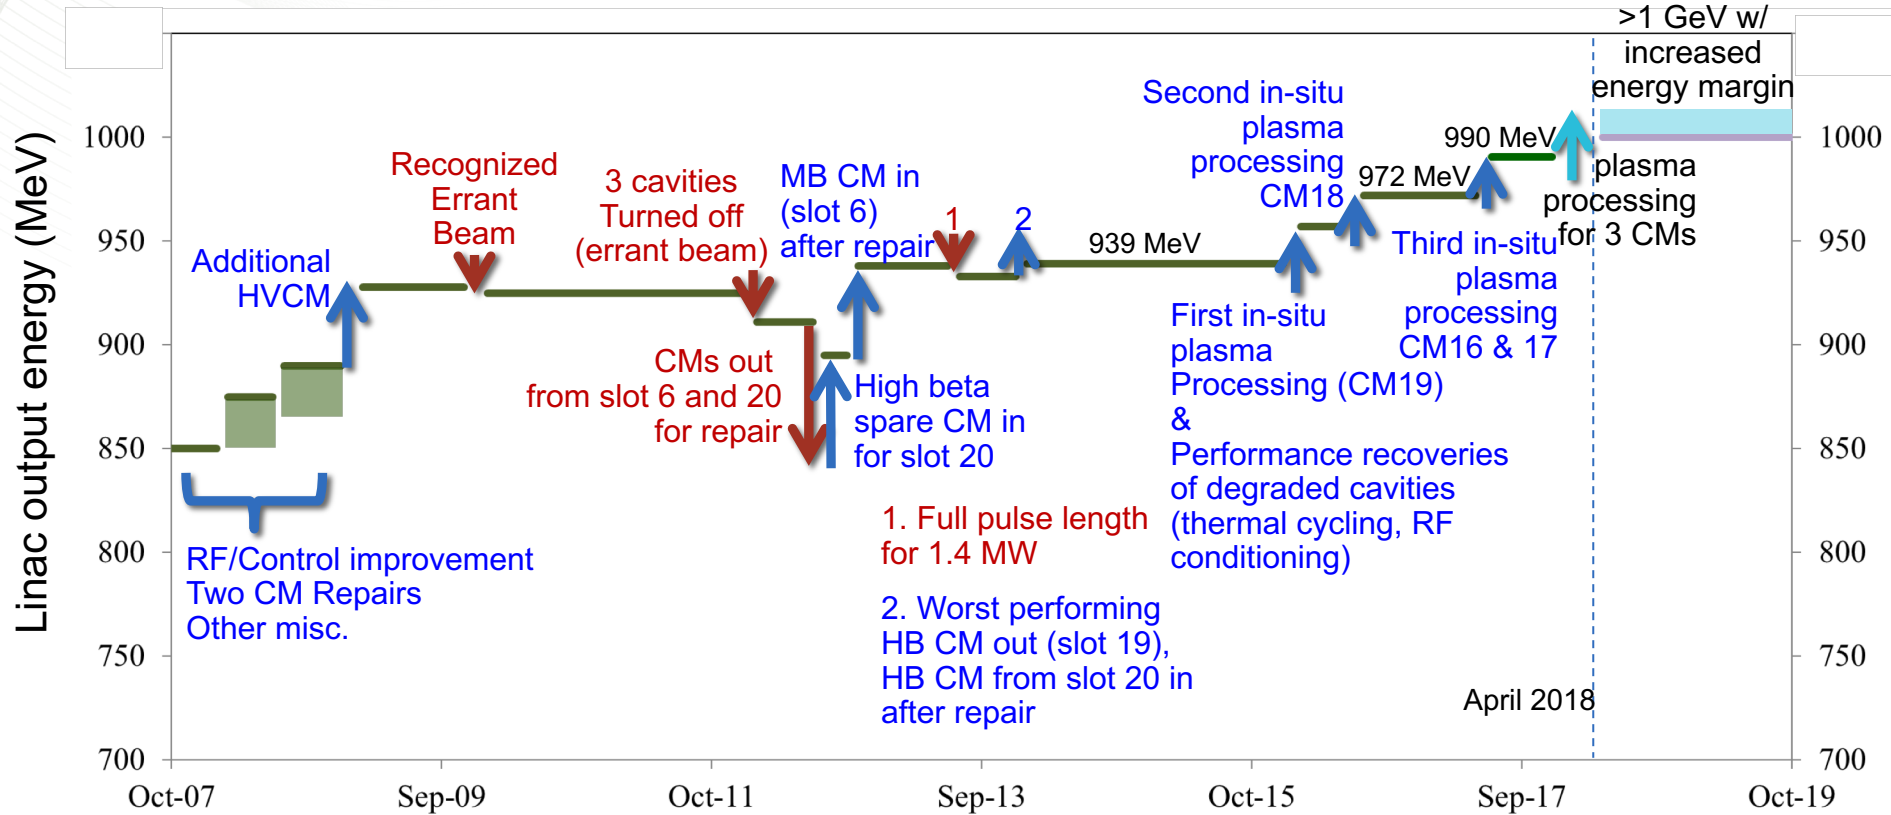 >1 GeV w/
increased
energy margin
Linac output energy (MeV)
1000
950
900
850
800
750
700
1000
950
900
850
800
750
700
Oct-07
Sep-09
Oct-11
Sep-13
Oct-15
Sep-17
Oct-19
Additional
HVCM
Recognized
Errant
Beam
3 cavities
Turned off
(errant beam)
MB CM in
(slot 6)
after repair
1
2
939 MeV
Second in-situ
plasma
processing
CM18
972 MeV
990 MeV
plasma
processing
for 3 CMs
Third in-situ
plasma
processing
CM16 & 17
CMs out
from slot 6 and 20
for repair
High beta
spare CM in
for slot 20
First in-situ
plasma
Processing (CM19)
&
Performance recoveries
of degraded cavities
(thermal cycling, RF
conditioning)
RF/Control improvement
Two CM Repairs
Other misc.
1. Full pulse length
for 1.4 MW
2. Worst performing
HB CM out (slot 19),
HB CM from slot 20 in
after repair
April 2018